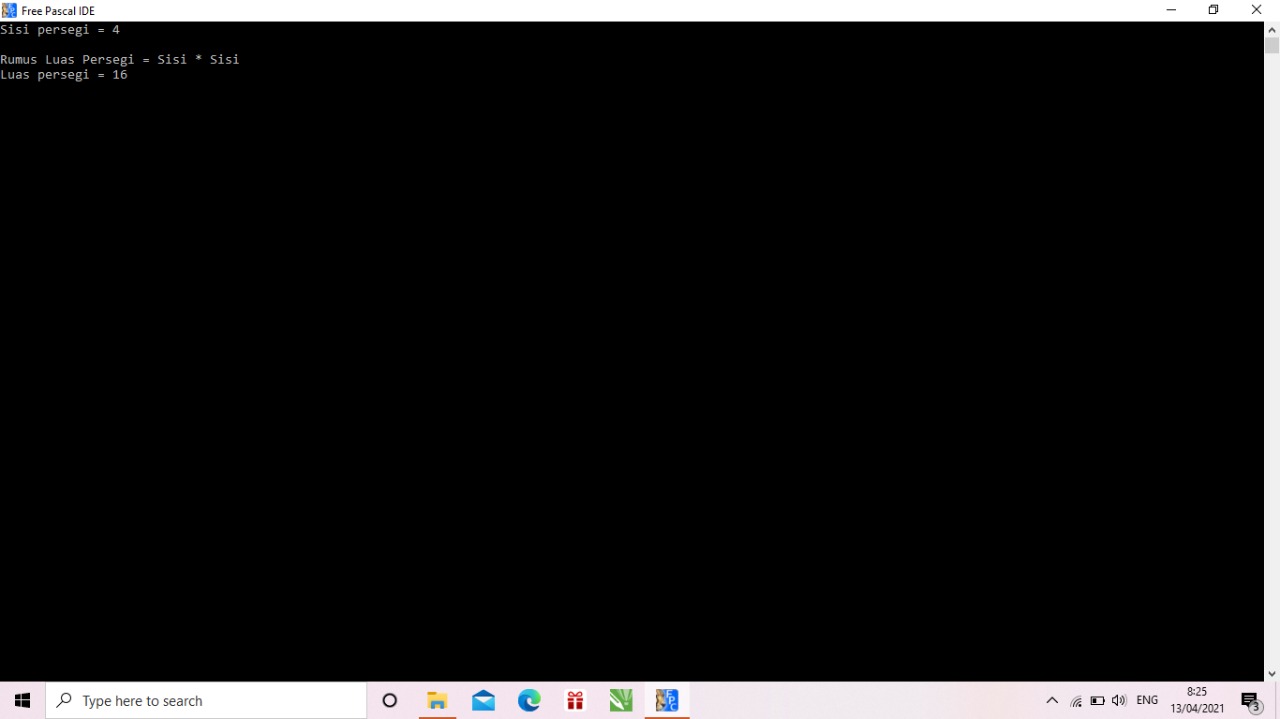 Free Pascal IDE
Sisi persegi = 4
Rumus Luas Persegi = Sisi * Sisi
Luas persegi = 16
Type here to search
FPC
ENG
8:25
13/04/2021
3